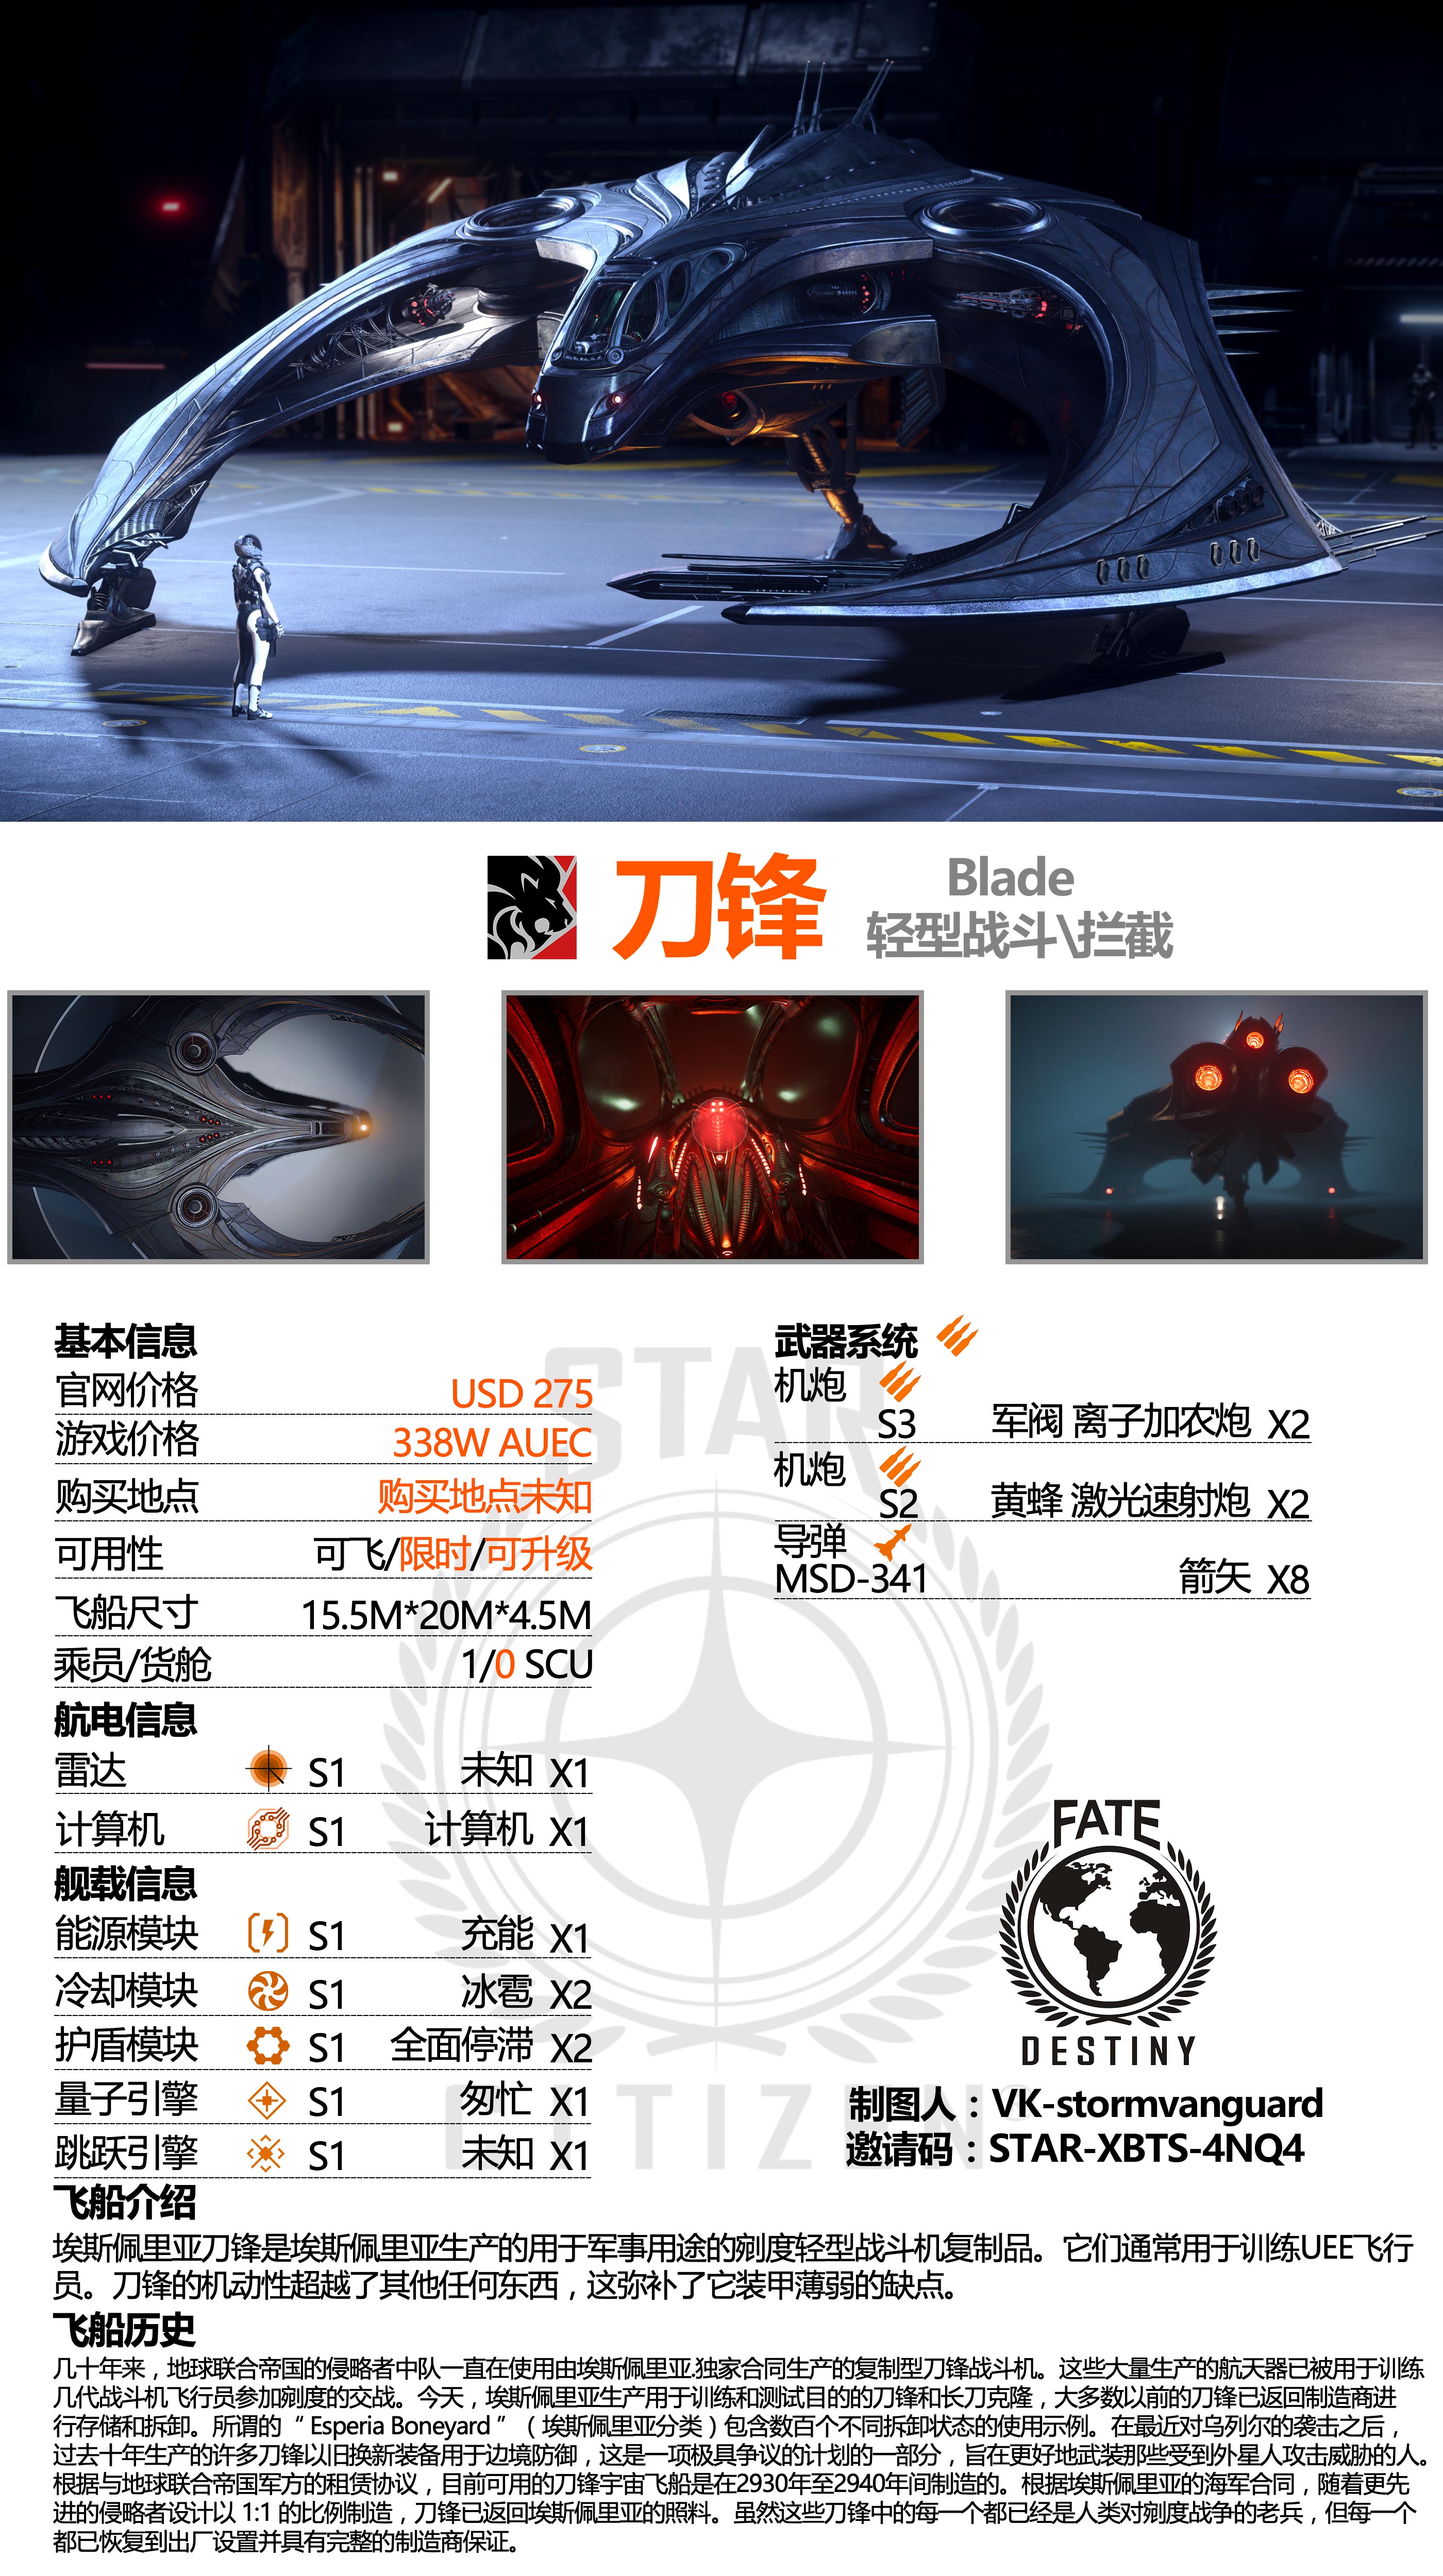 刀锋
Blade
轻型战斗\拦截
基本信息
官网价格 USD 275
游戏价格 338W AUEC
购买地点 购买地点未知
可用性 可飞/限时/可升级
飞船尺寸 15.5M*20M*4.5M
乘员/货舱 1/0 SCU
航电信息
雷达 S1 未知 X1
计算机 S1 计算机 X1
舰载信息
能源模块 S1 充能 X1
冷却模块 S1 冰雹 X2
护盾模块 S1 全面停滞 X2
量子引擎 S1 匆忙 X1
跳跃引擎 S1 未知 X1
武器系统
机炮
S3 军阀 离子加农炮 X2
机炮
S2 黄蜂 激光速射炮 X2
导弹
MSD-341 箭矢 X8
STAR
CITIZEN
FATE
DESTINY
制图人：VK-stormvanguard
邀请码：STAR-XBTS-4NQ4
飞船介绍
埃斯佩里亚刀锋是埃斯佩里亚生产的用于军事用途的剜度轻型战斗机复制品。它们通常用于训练UEE飞行
员。刀锋的机动性超越了其他任何东西，这弥补了它装甲薄弱的缺点。
飞船历史
几十年来，地球联合帝国的侵略者中队一直在使用由埃斯佩里亚.独家合同生产的复制型刀锋战斗机。这些大量生产的航天器已被用于训练
几代战斗机飞行员参加剜度的交战。今天，埃斯佩里亚生产用于训练和测试目的的刀锋和长刀克隆，大多数以前的刀锋已返回制造商进
行存储和拆卸。所谓的“ Esperia Boneyard ”（埃斯佩里亚分类）包含数百个不同拆卸状态的使用示例。在最近对乌列尔的袭击之后，
过去十年生产的许多刀锋以旧换新装备用于边境防御，这是一项极具争议的计划的一部分，旨在更好地武装那些受到外星人攻击威胁的人。
根据与地球联合帝国军方的租赁协议，目前可用的刀锋宇宙飞船是在2930年至2940年间制造的。根据埃斯佩里亚的海军合同，随着更先
进的侵略者设计以 1:1 的比例制造，刀锋已返回埃斯佩里亚的照料。虽然这些刀锋中的每一个都已经是人类对剜度战争的老兵，但每一个
都已恢复到出厂设置并具有完整的制造商保证。